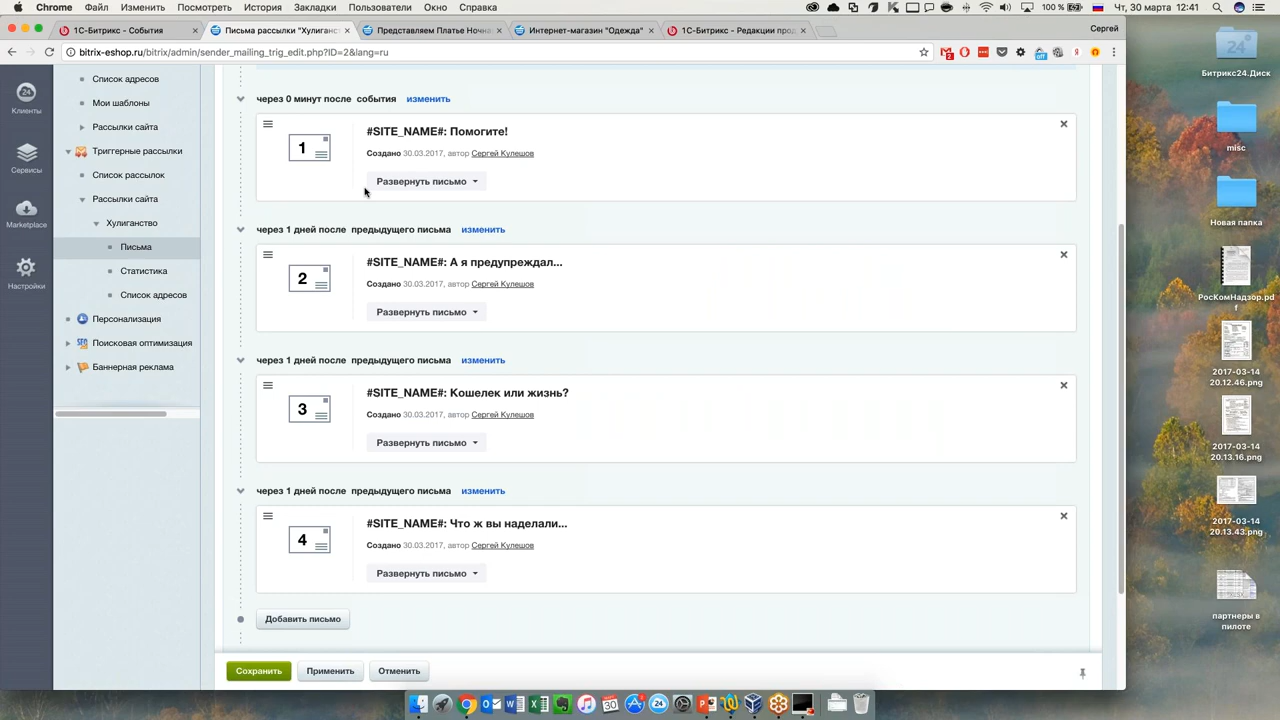 Chrome Файл Изменить Посмотреть История Закладки Пользователи Окно Справка
100 % Чт, 30 марта 12:41
1С-Битрикс - События
Письма рассылки "Хулиганст
Представляем Платье Ночна
Интернет-магазин "Одежда"
1С-Битрикс - Редакции про
Сергей
bitrix-eshop.ru/bitrix/admin/sender_mailing_trig_edit.php?ID=2&lang=ru
24
Клиенты
Сервисы
Marketplace
Настройки
Список адресов
Мои шаблоны
Рассылки сайта
Триггерные рассылки
Список рассылок
Рассылки сайта
Хулиганство
Письма
Статистика
Список адресов
Персонализация
Поисковая оптимизация
Баннерная реклама
через 0 минут после события изменить
1
#SITE_NAME#: Помогите!
Создано 30.03.2017, автор Сергей Кулешов
Развернуть письмо
через 1 дней после предыдущего письма изменить
2
#SITE_NAME#: А я предупреждал...
Создано 30.03.2017, автор Сергей Кулешов
Развернуть письмо
через 1 дней после предыдущего письма изменить
3
#SITE_NAME#: Кошелек или жизнь?
Создано 30.03.2017, автор Сергей Кулешов
Развернуть письмо
через 1 дней после предыдущего письма изменить
4
#SITE_NAME#: Что ж вы наделали...
Создано 30.03.2017, автор Сергей Кулешов
Развернуть письмо
Добавить письмо
Сохранить Применить Отменить
24
Битрикс24.Диск
misc
Новая папка
РосКомНадзор.pd
f
2017-03-14
20.12.46.png
2017-03-14
20.13.16.png
2017-03-14
20.13.43.png
партнеры в
пилоте